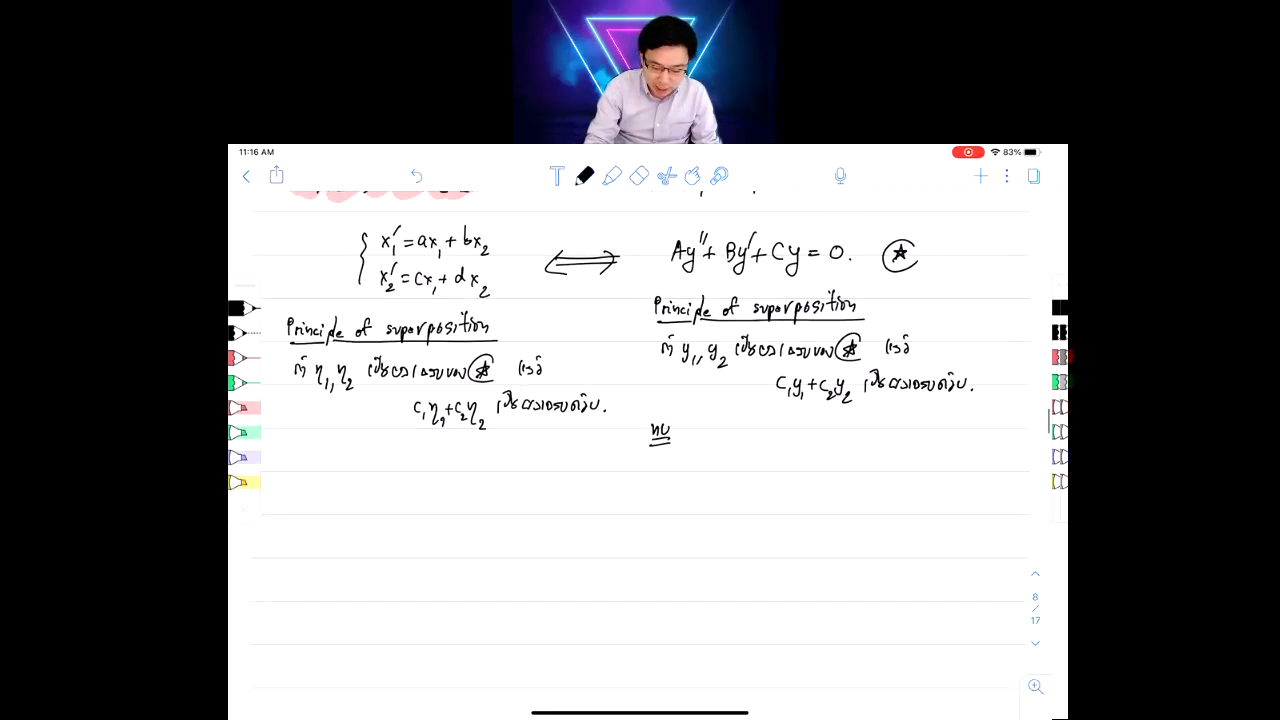 11:16 AM
83%
x₁′ = ax₁ + bx₂
x₂′ = cx₁ + dx₂
⟺
Ay″ + By′ + Cy = 0. ★
Principle of superposition
ถ้า η₁, η₂ เป็นผลเฉลยของ ★ แล้ว
c₁η₁ + c₂η₂ เป็นผลเฉลยด้วย.
Principle of superposition
ถ้า y₁, y₂ เป็นผลเฉลยของ ★ แล้ว
c₁y₁ + c₂y₂ เป็นผลเฉลยด้วย.
T
8
/
17